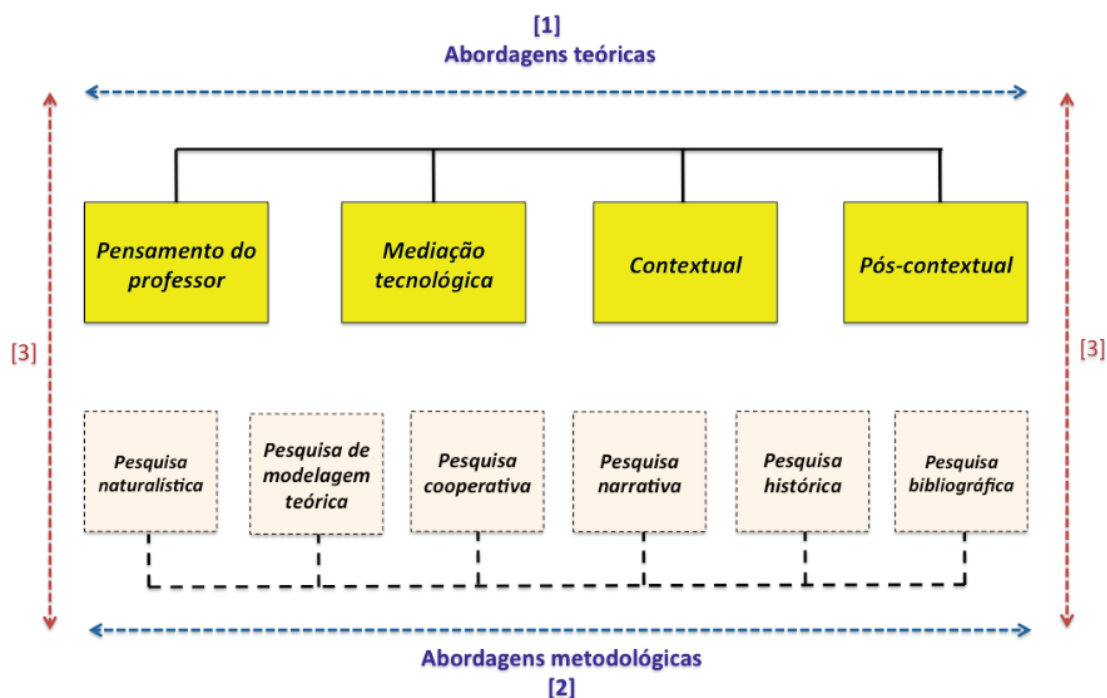 [1]
Abordagens teóricas
Pensamento do
professor
Mediação
tecnológica
Contextual
Pós-contextual
[3]
[3]
Pesquisa
naturalística
Pesquisa de
modelagem
teórica
Pesquisa
cooperativa
Pesquisa
narrativa
Pesquisa
histórica
Pesquisa
bibliográfica
Abordagens metodológicas
[2]